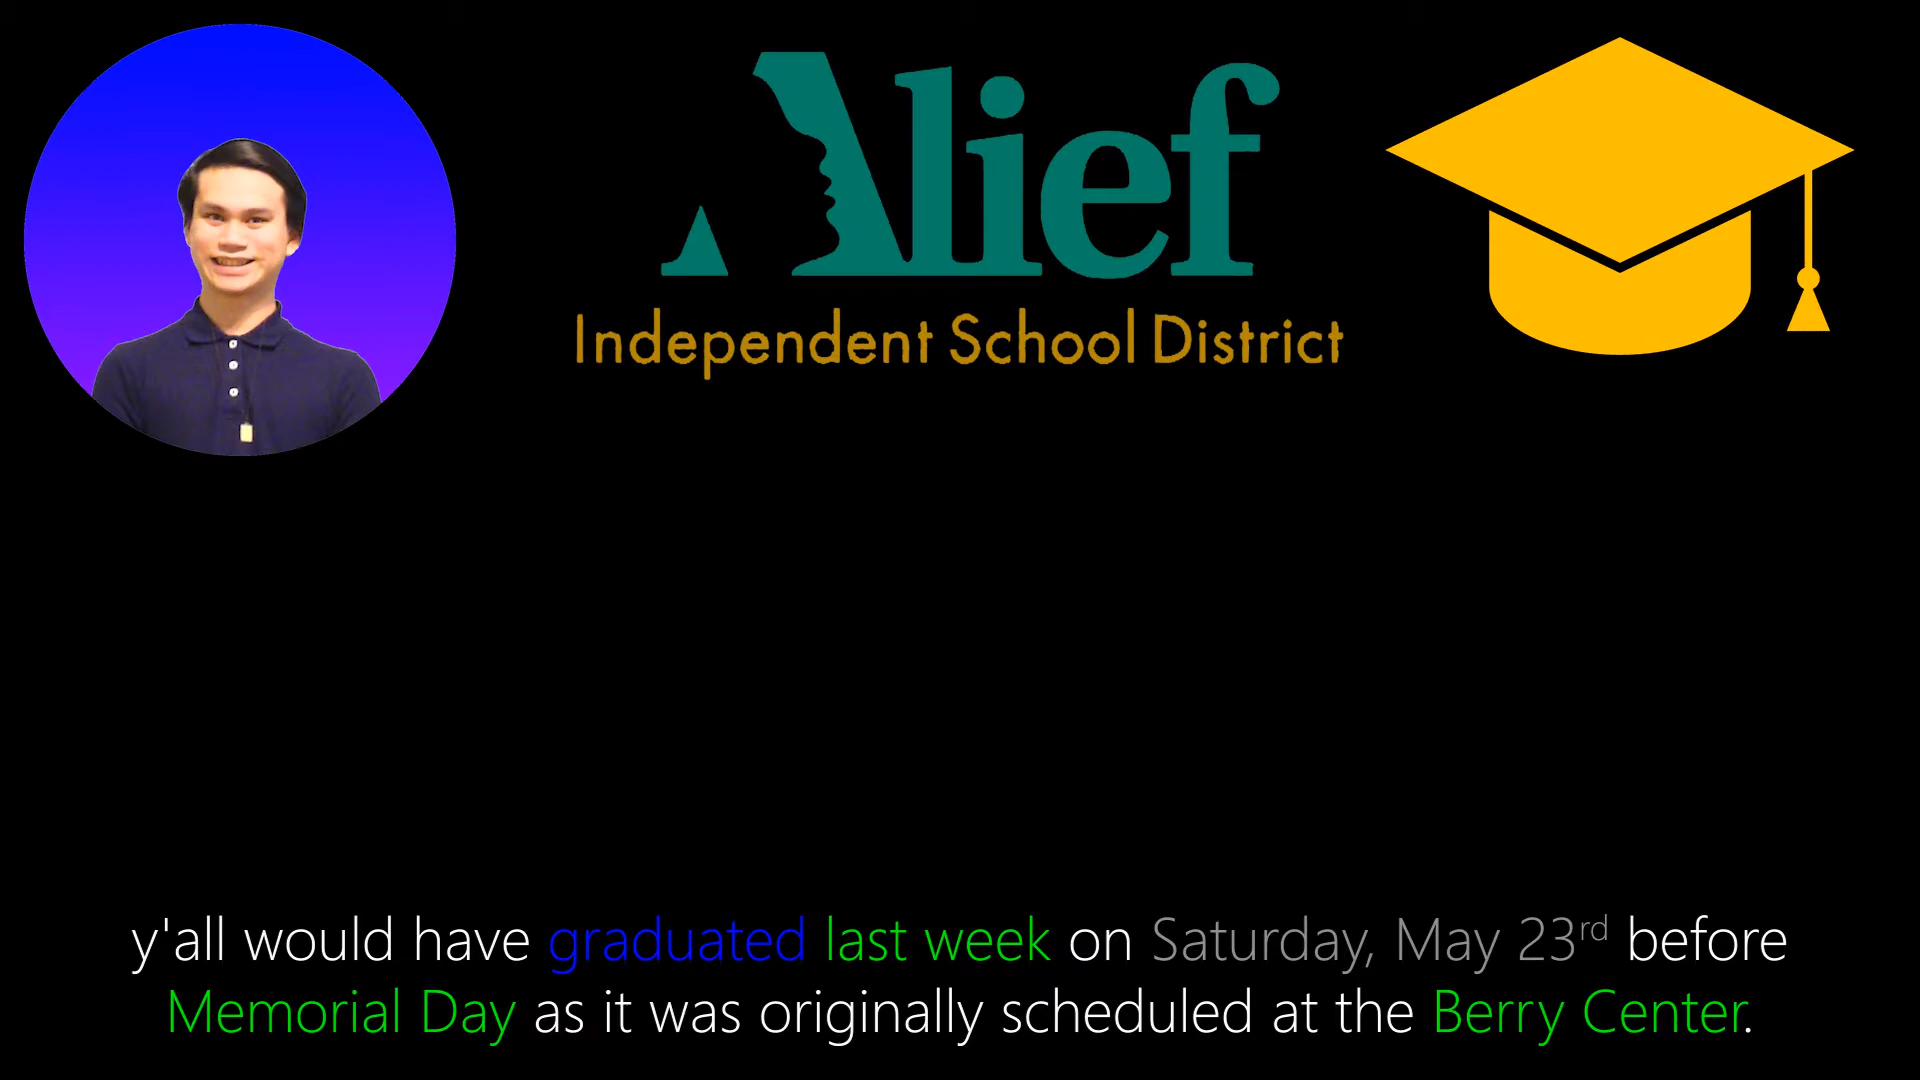 Alief
Independent School District
y'all would have graduated last week on Saturday, May 23rd before
Memorial Day as it was originally scheduled at the Berry Center.